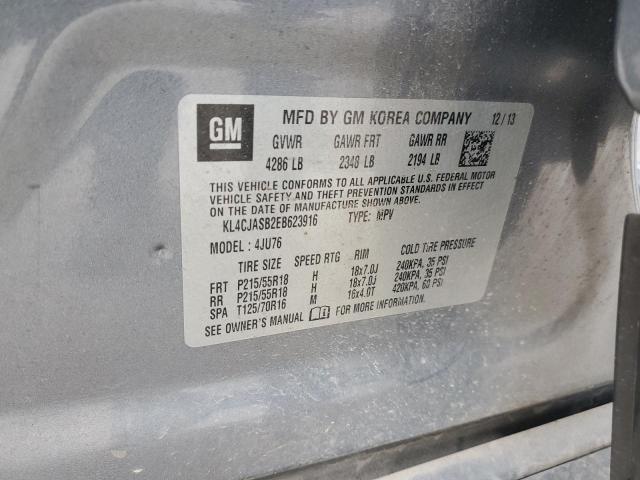 GM
MFD BY GM KOREA COMPANY 12/13
GVWR GAWR FRT GAWR RR
4286 LB 2348 LB 2194 LB
THIS VEHICLE CONFORMS TO ALL APPLICABLE U.S. FEDERAL MOTOR
VEHICLE SAFETY AND THEFT PREVENTION STANDARDS IN EFFECT
ON THE DATE OF MANUFACTURE SHOWN ABOVE.
KL4CJASB2EB623916 TYPE: MPV
MODEL: 4JU76
TIRE SIZE SPEED RTG RIM COLD TIRE PRESSURE
FRT P215/55R18 H 18x7.0J 240KPA, 35 PSI
RR P215/55R18 H 18x7.0J 240KPA, 35 PSI
SPA T125/70R16 M 16x4.0T 420KPA, 60 PSI
SEE OWNER'S MANUAL FOR MORE INFORMATION.